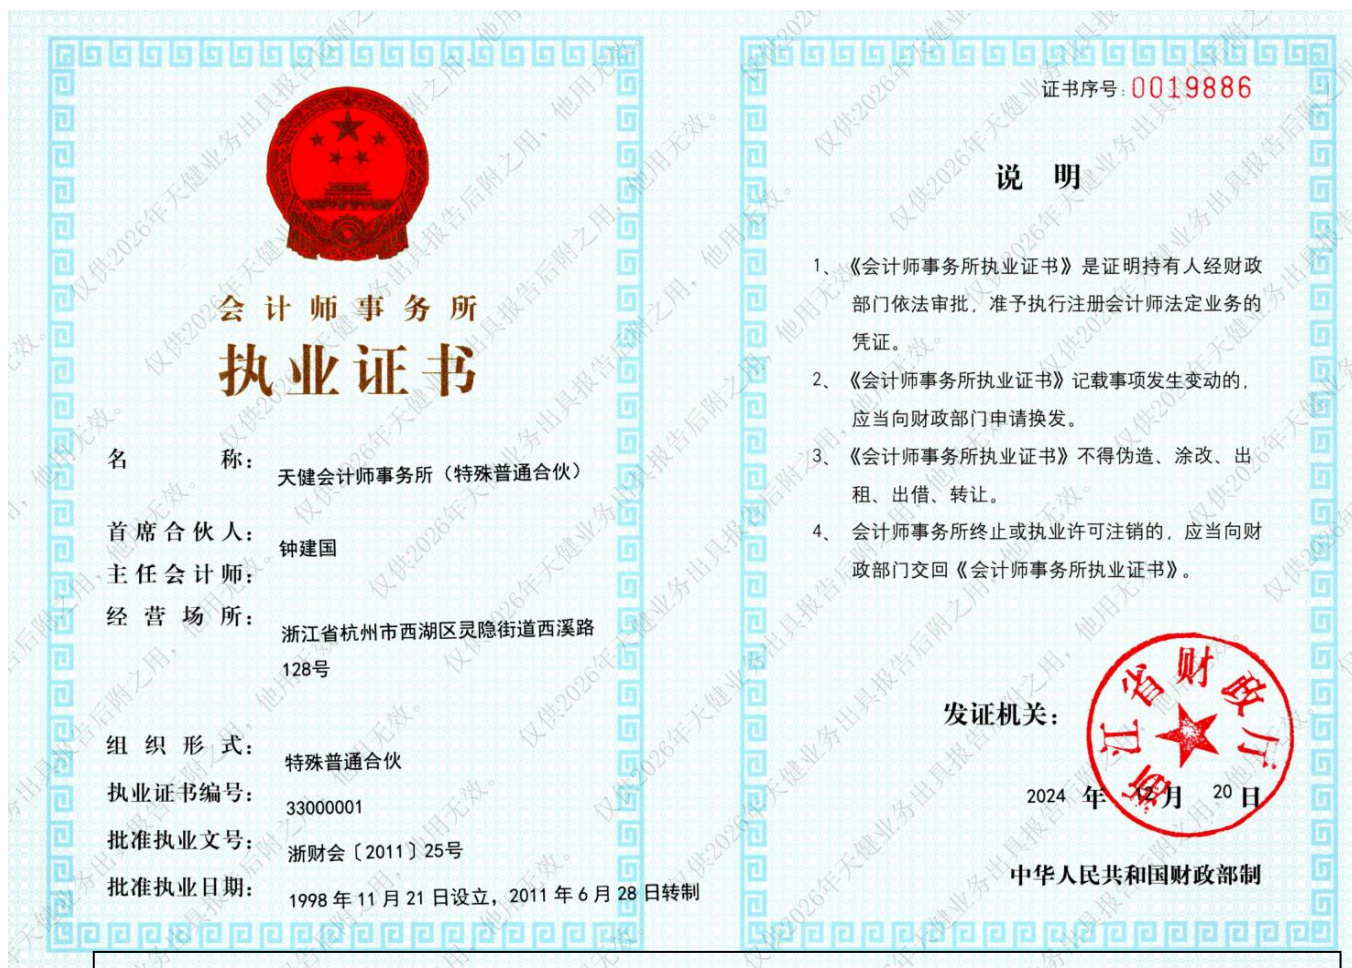 会计师事务所
执业证书
名 称：
天健会计师事务所（特殊普通合伙）
首席合伙人：
钟建国
主任会计师：
经营场所：
浙江省杭州市西湖区灵隐街道西溪路
128号
组织形式：
特殊普通合伙
执业证书编号：
33000001
批准执业文号：
浙财会〔2011〕25号
批准执业日期：
1998年11月21日设立，2011年6月28日转制
证书序号：0019886
说 明
1、《会计师事务所执业证书》是证明持有人经财政
部门依法审批，准予执行注册会计师法定业务的
凭证。
2、《会计师事务所执业证书》记载事项发生变动的，
应当向财政部门申请换发。
3、《会计师事务所执业证书》不得伪造、涂改、出
租、出借、转让。
4、 会计师事务所终止或执业许可注销的，应当向财
政部门交回《会计师事务所执业证书》。
发证机关：
浙江省财政厅
2024 年 12 月 20 日
中华人民共和国财政部制
仅供2026年天健业务出具报告后附之用，他用无效。